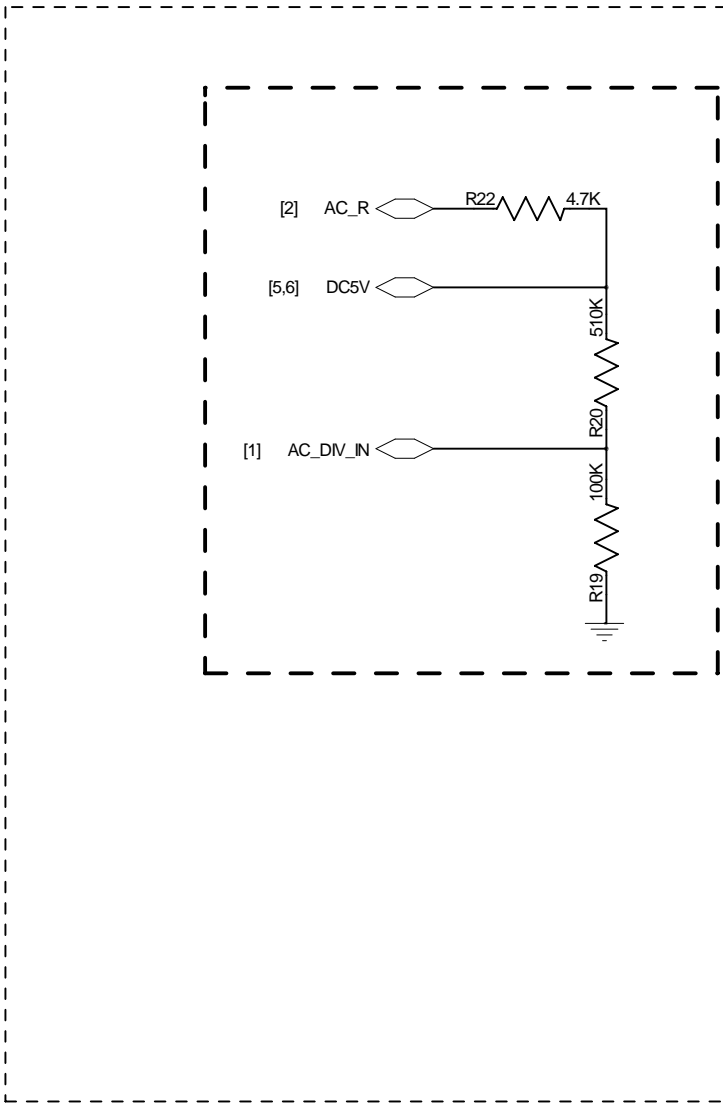 [2] AC_R R22 4.7K
[5,6] DC5V
510K
R20
[1] AC_DIV_IN
100K
R19